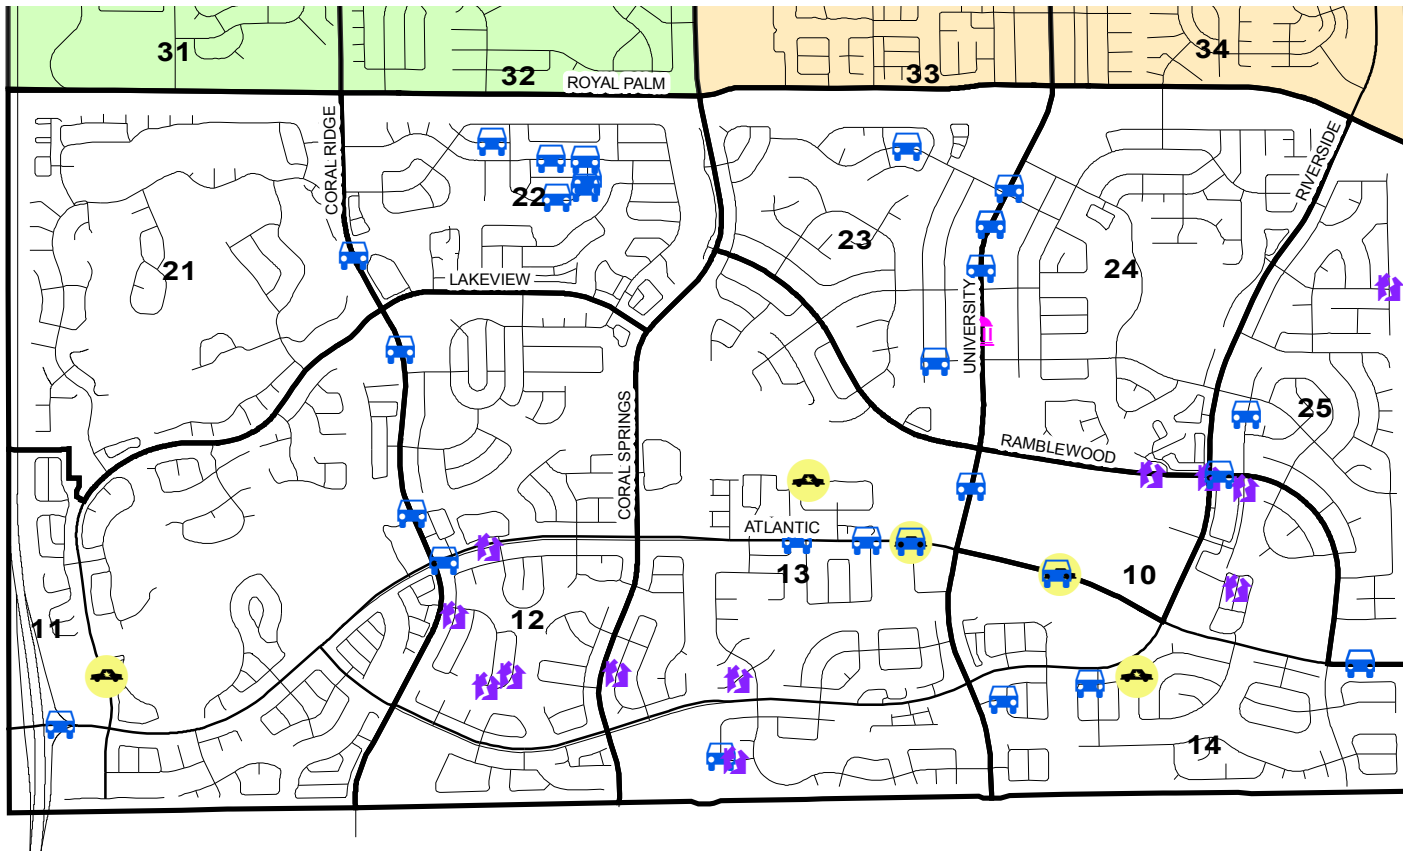 31
32
33
34
ROYAL PALM
CORAL RIDGE
RIVERSIDE
22
23
24
21
LAKEVIEW
UNIVERSITY
CORAL SPRINGS
25
RAMBLEWOOD
ATLANTIC
13
10
12
11
14